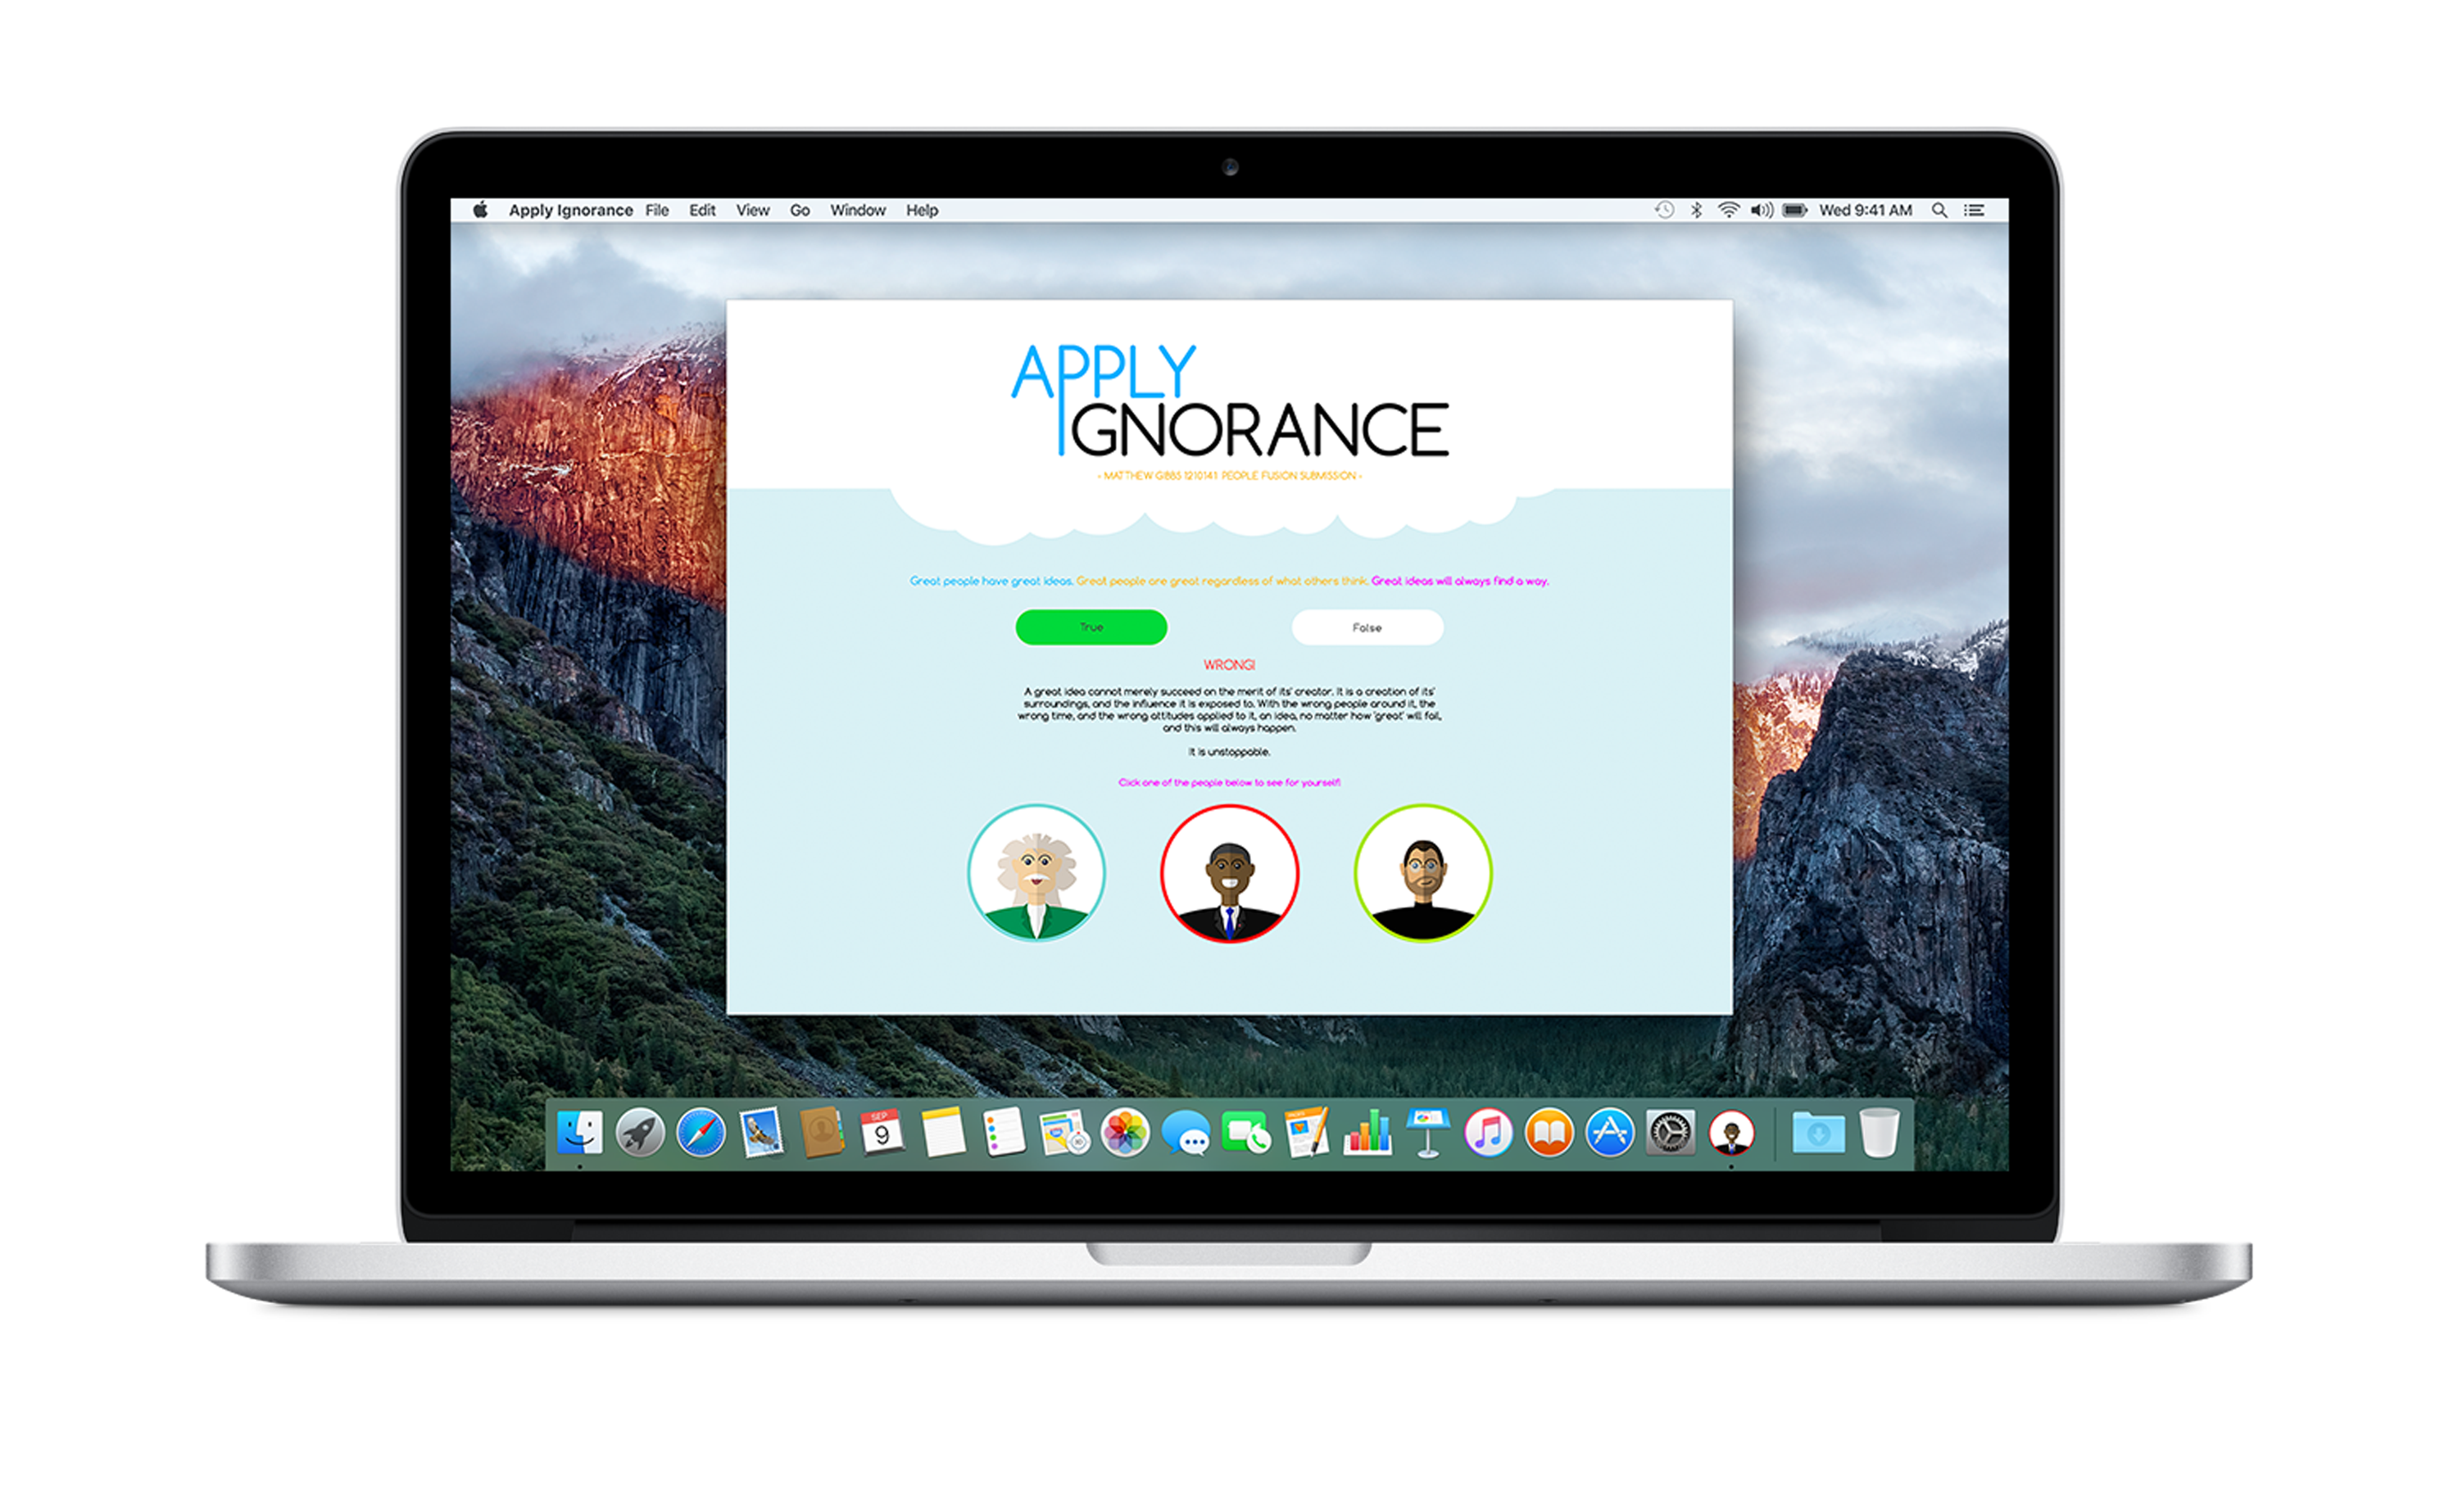 Apply Ignorance File Edit View Go Window Help Wed 9:41 AM
APPLY
IGNORANCE
- MATTHEW GIBBS 1210141 PEOPLE FUSION SUBMISSION -
Great people have great ideas. Great people are great regardless of what others think. Great ideas will always find a way.
True False
WRONG!
A great idea cannot merely succeed on the merit of its' creator. It is a creation of its'
surroundings, and the influence it is exposed to. With the wrong people around it, the
wrong time, and the wrong attitudes applied to it, an idea, no matter how 'great' will fail,
and this will always happen.
It is unstoppable.
Click one of the people below to see for yourself!
SEP
9